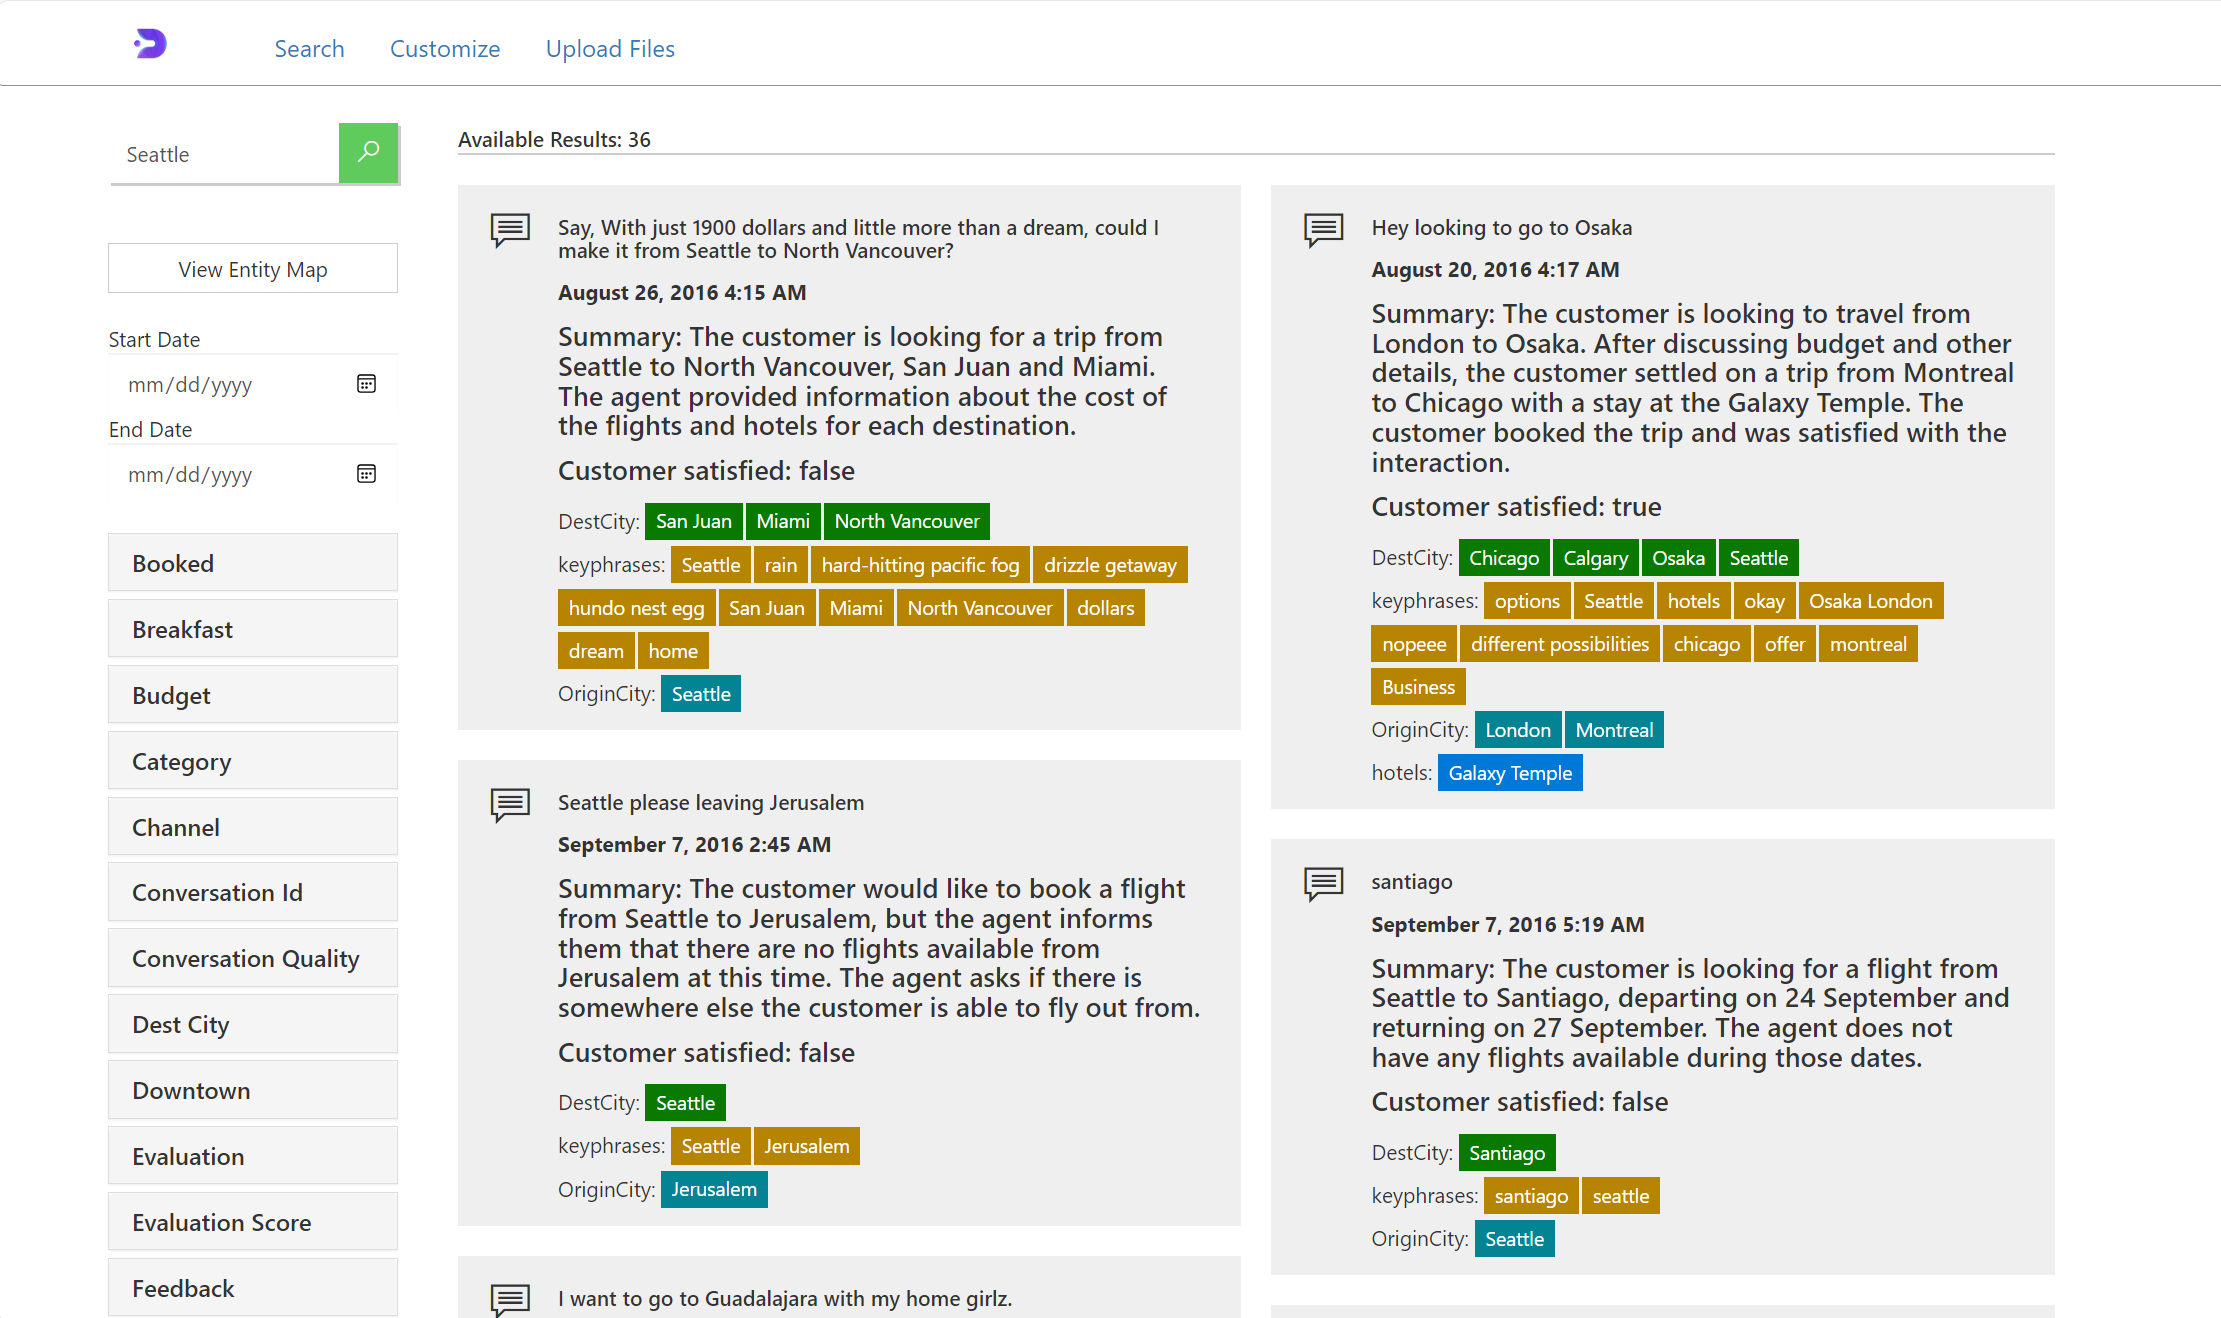 Search Customize Upload Files
Seattle
View Entity Map
Start Date
mm/dd/yyyy
End Date
mm/dd/yyyy
Booked
Breakfast
Budget
Category
Channel
Conversation Id
Conversation Quality
Dest City
Downtown
Evaluation
Evaluation Score
Feedback
Available Results: 36
Say, With just 1900 dollars and little more than a dream, could I
make it from Seattle to North Vancouver?
August 26, 2016 4:15 AM
Summary: The customer is looking for a trip from
Seattle to North Vancouver, San Juan and Miami.
The agent provided information about the cost of
the flights and hotels for each destination.
Customer satisfied: false
DestCity: San Juan Miami North Vancouver
keyphrases: Seattle rain hard-hitting pacific fog drizzle getaway
hundo nest egg San Juan Miami North Vancouver dollars
dream home
OriginCity: Seattle
Seattle please leaving Jerusalem
September 7, 2016 2:45 AM
Summary: The customer would like to book a flight
from Seattle to Jerusalem, but the agent informs
them that there are no flights available from
Jerusalem at this time. The agent asks if there is
somewhere else the customer is able to fly out from.
Customer satisfied: false
DestCity: Seattle
keyphrases: Seattle Jerusalem
OriginCity: Jerusalem
I want to go to Guadalajara with my home girlz.
Hey looking to go to Osaka
August 20, 2016 4:17 AM
Summary: The customer is looking to travel from
London to Osaka. After discussing budget and other
details, the customer settled on a trip from Montreal
to Chicago with a stay at the Galaxy Temple. The
customer booked the trip and was satisfied with the
interaction.
Customer satisfied: true
DestCity: Chicago Calgary Osaka Seattle
keyphrases: options Seattle hotels okay Osaka London
nopeee different possibilities chicago offer montreal
Business
OriginCity: London Montreal
hotels: Galaxy Temple
santiago
September 7, 2016 5:19 AM
Summary: The customer is looking for a flight from
Seattle to Santiago, departing on 24 September and
returning on 27 September. The agent does not
have any flights available during those dates.
Customer satisfied: false
DestCity: Santiago
keyphrases: santiago seattle
OriginCity: Seattle